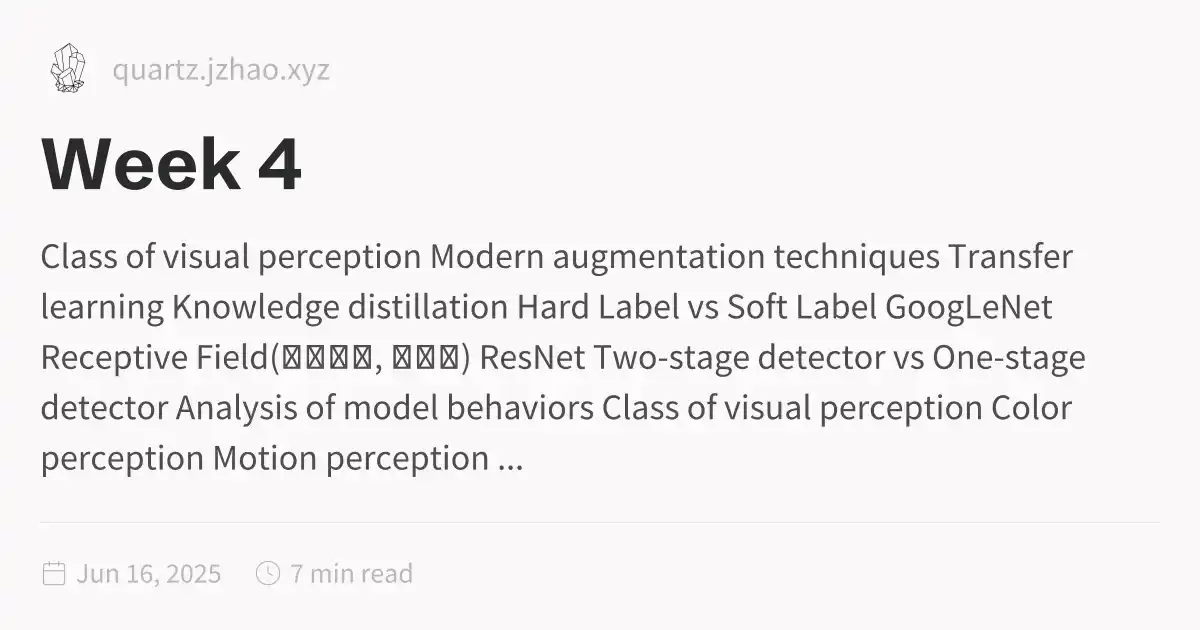 quartz.jzhao.xyz
Week 4
Class of visual perception Modern augmentation techniques Transfer
learning Knowledge distillation Hard Label vs Soft Label GoogLeNet
Receptive Field(, ) ResNet Two-stage detector vs One-stage
detector Analysis of model behaviors Class of visual perception Color
perception Motion perception ...
Jun 16, 2025
7 min read